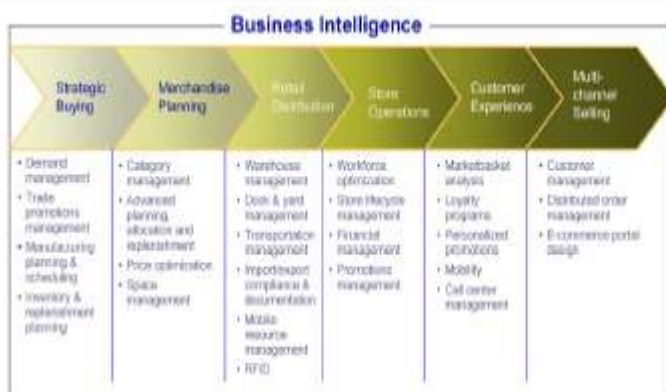 Business Intelligence
Strategic
Buying
Merchandise
Planning
Retail
Distribution
Store
Operations
Customer
Experience
Multi-
channel
Selling
• Demand
management
• Trade
promotions
management
• Manufacturing
planning &
scheduling
• Inventory &
replenishment
planning
• Category
management
• Advanced
planning,
allocation and
replenishment
• Price optimization
• Space
management
• Warehouse
management
• Dock & yard
management
• Transportation
management
• Import/export
compliance &
documentation
• Mobile
resource
management
• RFID
• Workforce
optimization
• Store lifecycle
management
• Financial
management
• Promotions
management
• Marketbasket
analysis
• Loyalty
programs
• Personalized
promotions
• Mobility
• Call center
management
• Customer
management
• Distributed order
management
• E-commerce portal
design